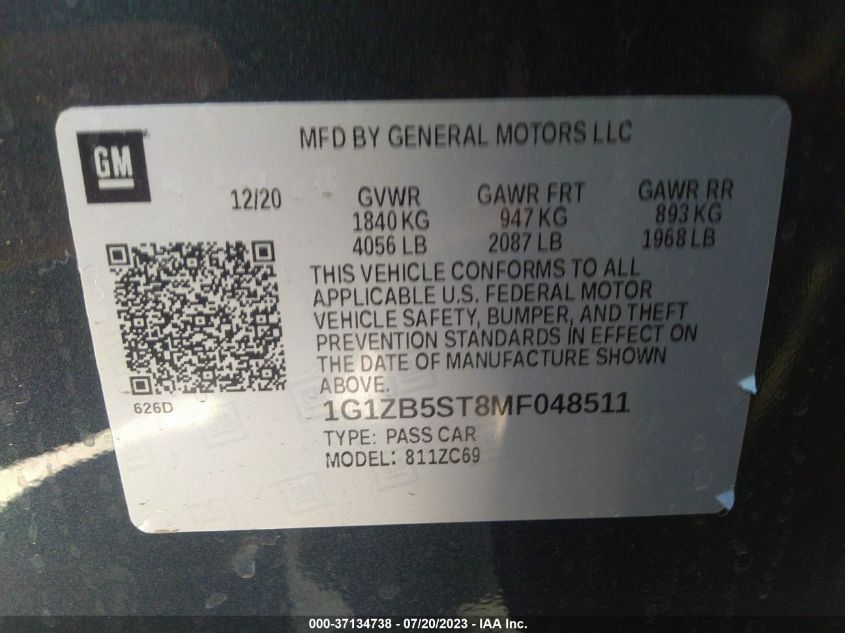 GM
MFD BY GENERAL MOTORS LLC
12/20
GVWR
1840 KG
4056 LB
GAWR FRT
947 KG
2087 LB
GAWR RR
893 KG
1968 LB
THIS VEHICLE CONFORMS TO ALL
APPLICABLE U.S. FEDERAL MOTOR
VEHICLE SAFETY, BUMPER, AND THEFT
PREVENTION STANDARDS IN EFFECT ON
THE DATE OF MANUFACTURE SHOWN
ABOVE.
626D
1G1ZB5ST8MF048511
TYPE: PASS CAR
MODEL: 811ZC69
000-37134738 - 07/20/2023 - IAA Inc.